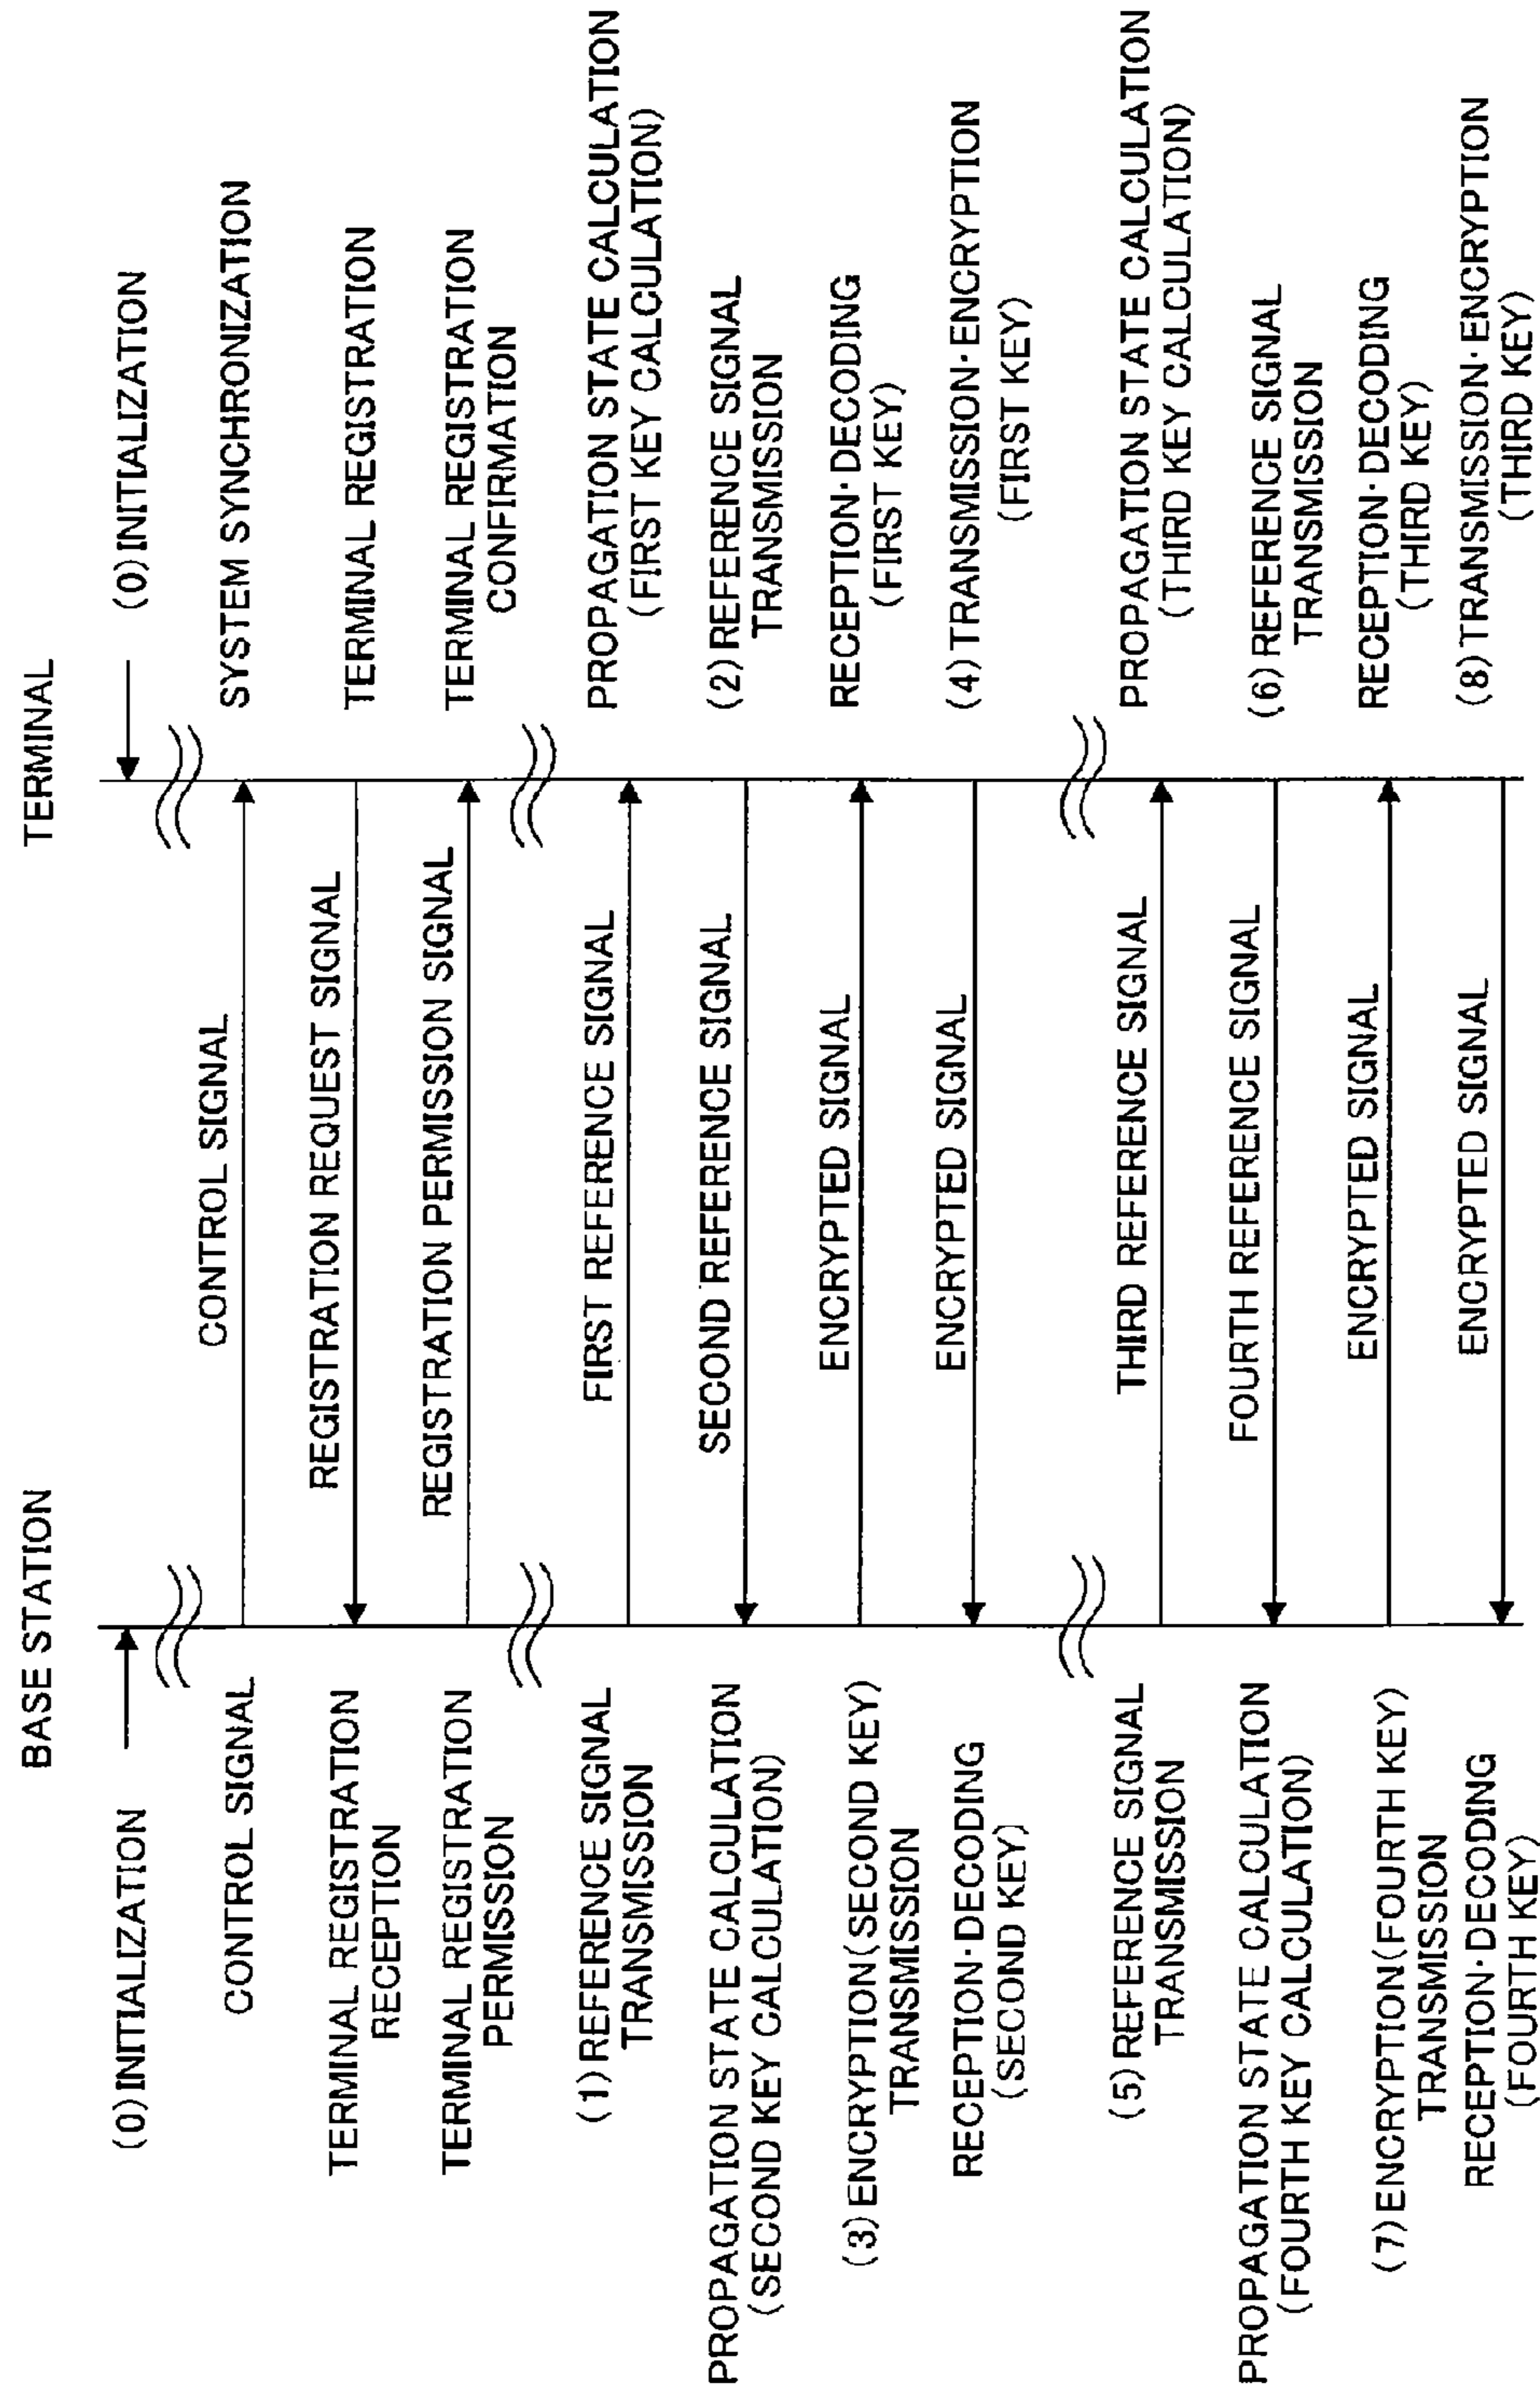 BASE STATION
TERMINAL
(0) INITIALIZATION
(0) INITIALIZATION
CONTROL SIGNAL
CONTROL SIGNAL
SYSTEM SYNCHRONIZATION
TERMINAL REGISTRATION
RECEPTION
REGISTRATION REQUEST SIGNAL
TERMINAL REGISTRATION
TERMINAL REGISTRATION
PERMISSION
REGISTRATION PERMISSION SIGNAL
TERMINAL REGISTRATION
CONFIRMATION
(1) REFERENCE SIGNAL
TRANSMISSION
FIRST REFERENCE SIGNAL
PROPAGATION STATE CALCULATION
(FIRST KEY CALCULATION)
PROPAGATION STATE CALCULATION
(SECOND KEY CALCULATION)
SECOND REFERENCE SIGNAL
(2) REFERENCE SIGNAL
TRANSMISSION
(3) ENCRYPTION(SECOND KEY)
TRANSMISSION
ENCRYPTED SIGNAL
RECEPTION·DECODING
(FIRST KEY)
RECEPTION·DECODING
(SECOND KEY)
ENCRYPTED SIGNAL
(4) TRANSMISSION·ENCRYPTION
(FIRST KEY)
(5) REFERENCE SIGNAL
TRANSMISSION
THIRD REFERENCE SIGNAL
PROPAGATION STATE CALCULATION
(THIRD KEY CALCULATION)
PROPAGATION STATE CALCULATION
(FOURTH KEY CALCULATION)
FOURTH REFERENCE SIGNAL
(6) REFERENCE SIGNAL
TRANSMISSION
(7) ENCRYPTION(FOURTH KEY)
TRANSMISSION
ENCRYPTED SIGNAL
RECEPTION·DECODING
(THIRD KEY)
RECEPTION·DECODING
(FOURTH KEY)
ENCRYPTED SIGNAL
(8) TRANSMISSION·ENCRYPTION
(THIRD KEY)